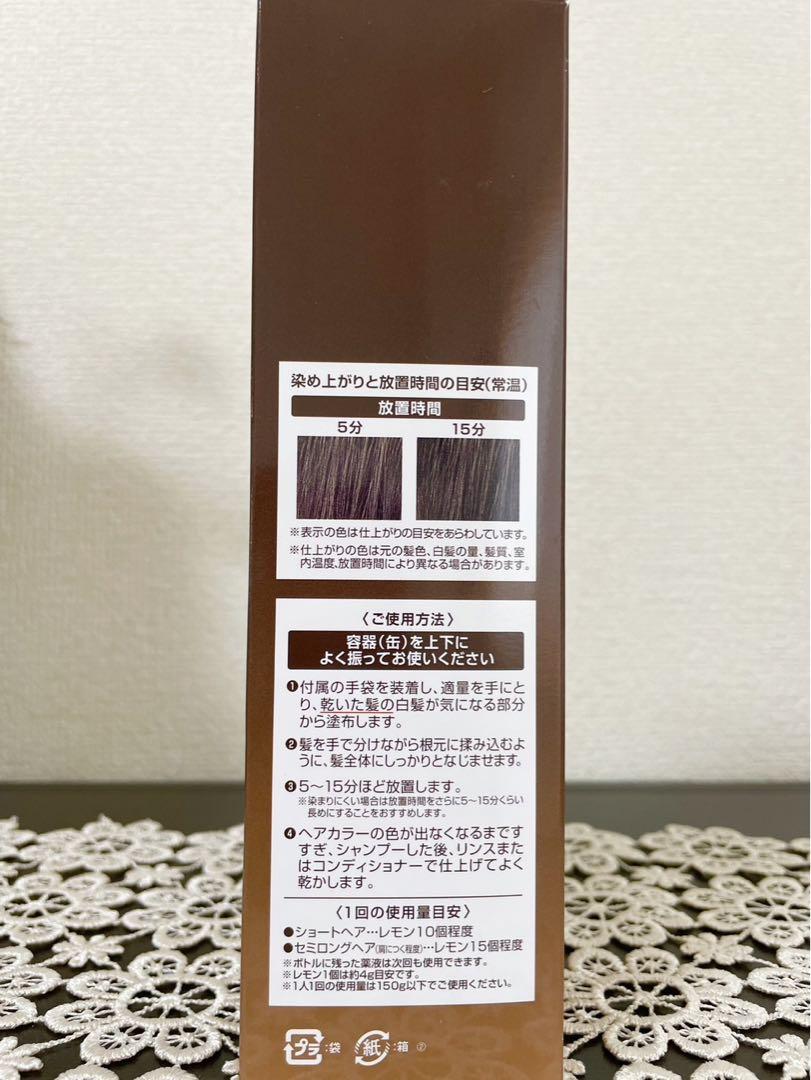 染め上がりと放置時間の目安(常温)
放置時間
5分 15分
※表示の色は仕上がりの目安をあらわしています。
※仕上がりの色は元の髪色、白髪の量、髪質、室
内温度、放置時間により異なる場合があります。
〈ご使用方法〉
容器(缶)を上下に
よく振ってお使いください
❶付属の手袋を装着し、適量を手にと
り、乾いた髪の白髪が気になる部分
から塗布します。
❷髪を手で分けながら根元に揉み込むよ
うに、髪全体にしっかりとなじませます。
❸5〜15分ほど放置します。
※染まりにくい場合は放置時間をさらに5〜15分くらい
長めにすることをおすすめします。
❹ヘアカラーの色が出なくなるまです
すぎ、シャンプーした後、リンスまた
はコンディショナーで仕上げてよく
乾かします。
〈1回の使用量目安〉
●ショートヘア…レモン10個程度
●セミロングヘア(肩につく程度)…レモン15個程度
※ボトルに残った薬液は次回も使用できます。
※レモン1個は約4g目安です。
※1人1回の使用量は150g以下でご使用ください。
プラ :袋 紙 :箱